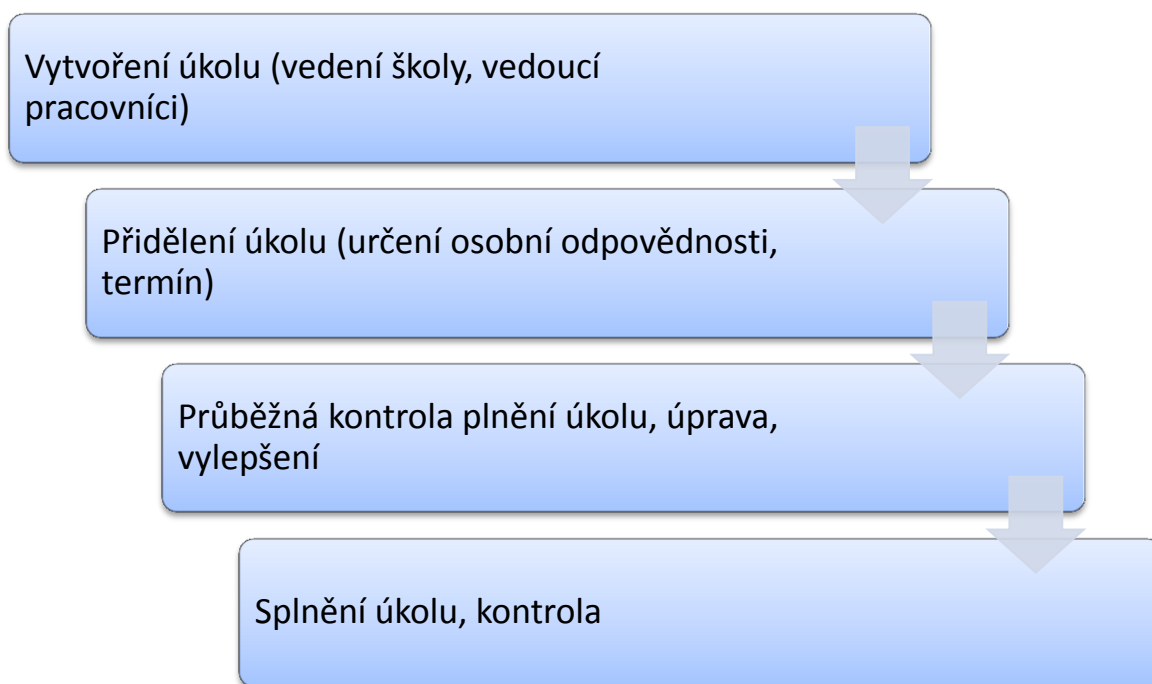 Vytvoření úkolu (vedení školy, vedoucí
pracovníci)
Přidělení úkolu (určení osobní odpovědnosti,
termín)
Průběžná kontrola plnění úkolu, úprava,
vylepšení
Splnění úkolu, kontrola